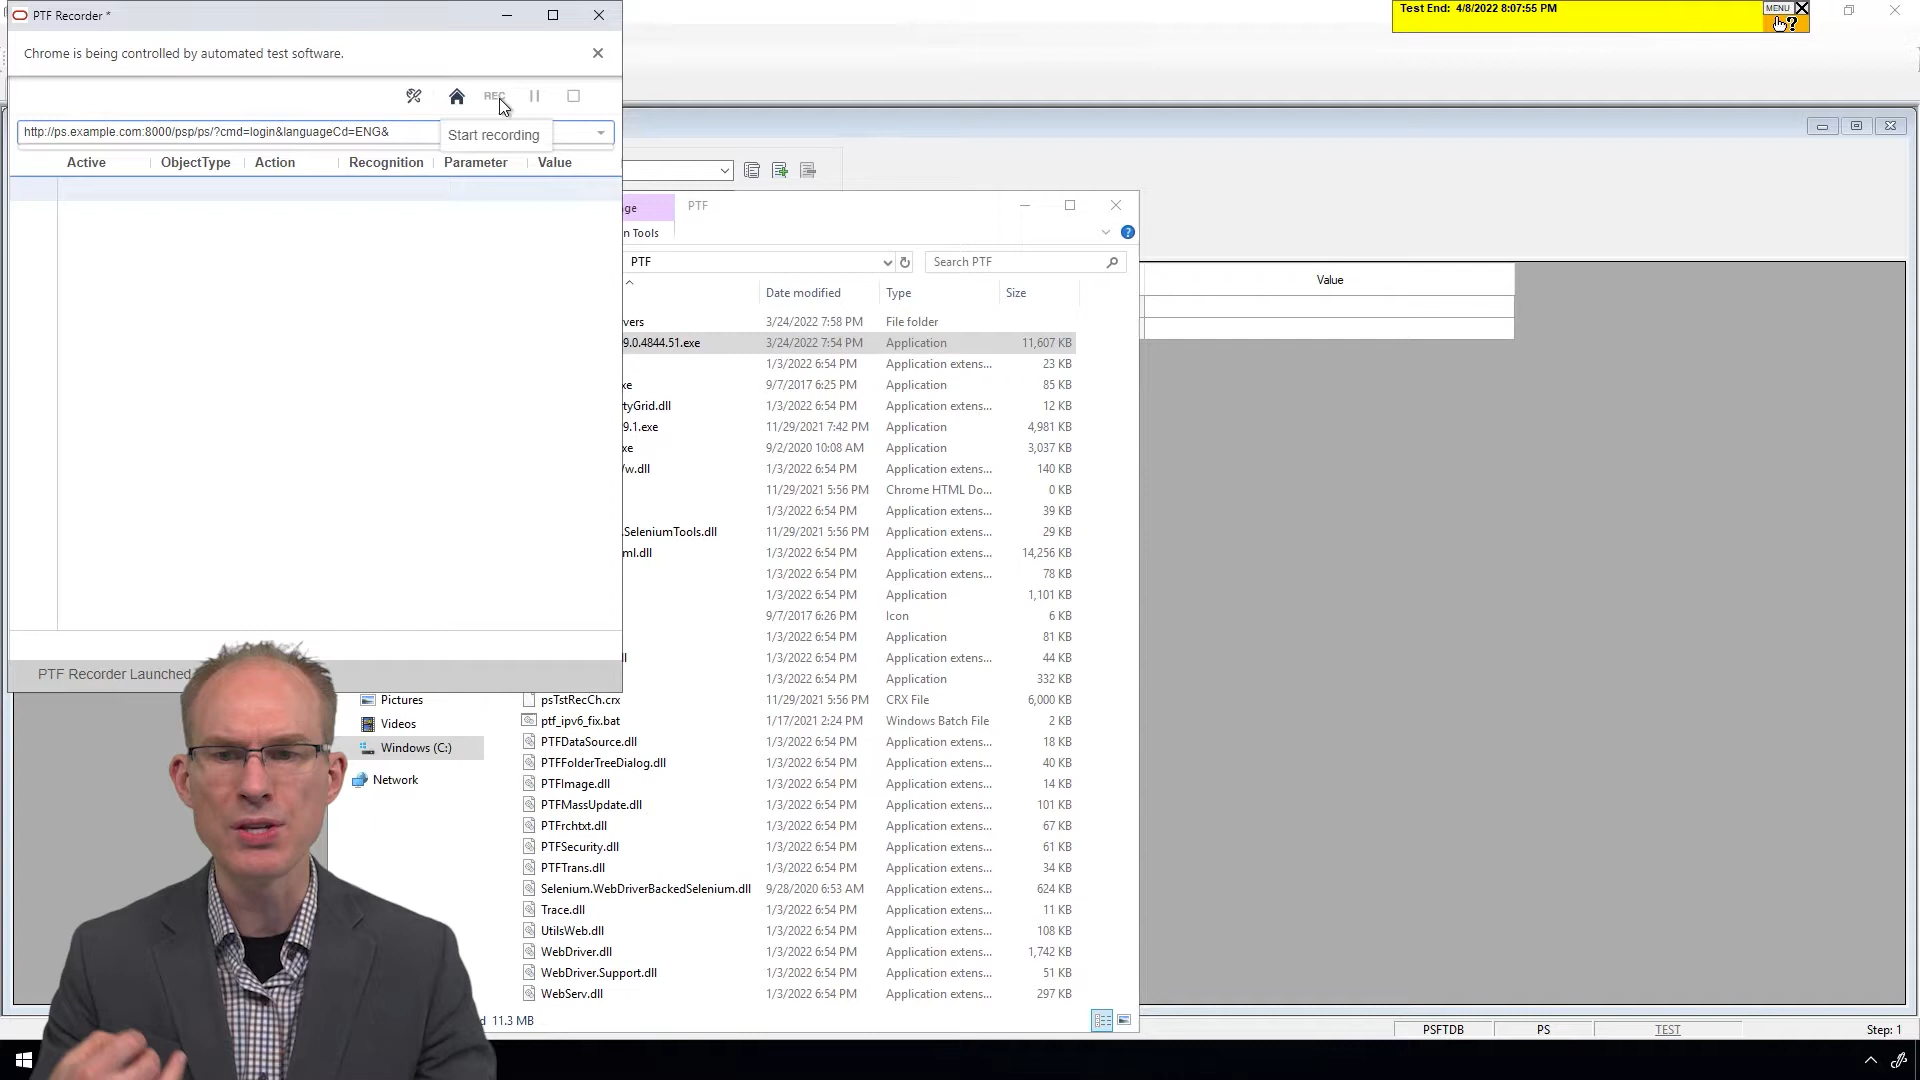 PTF Recorder *
Test End: 4/8/2022 8:07:55 PM
MENU
Chrome is being controlled by automated test software.
REC
http://ps.example.com:8000/psp/ps/?cmd=login&languageCd=ENG&
Start recording
Active ObjectType Action Recognition Parameter Value
ge PTF
n Tools
PTF Search PTF
Date modified Type Size
Value
vers 3/24/2022 7:58 PM File folder
9.0.4844.51.exe 3/24/2022 7:54 PM Application 11,607 KB
1/3/2022 6:54 PM Application extens... 23 KB
xe 9/7/2017 6:25 PM Application 85 KB
tyGrid.dll 1/3/2022 6:54 PM Application extens... 12 KB
9.1.exe 11/29/2021 7:42 PM Application 4,981 KB
xe 9/2/2020 10:08 AM Application 3,037 KB
w.dll 1/3/2022 6:54 PM Application extens... 140 KB
11/29/2021 5:56 PM Chrome HTML Do... 0 KB
1/3/2022 6:54 PM Application extens... 39 KB
.SeleniumTools.dll 11/29/2021 5:56 PM Application extens... 29 KB
ml.dll 1/3/2022 6:54 PM Application extens... 14,256 KB
1/3/2022 6:54 PM Application extens... 78 KB
1/3/2022 6:54 PM Application 1,101 KB
9/7/2017 6:26 PM Icon 6 KB
1/3/2022 6:54 PM Application 81 KB
ll 1/3/2022 6:54 PM Application extens... 44 KB
PTF Recorder Launched
1/3/2022 6:54 PM Application 332 KB
Pictures psTstRecCh.crx 11/29/2021 5:56 PM CRX File 6,000 KB
Videos ptf_ipv6_fix.bat 1/17/2021 2:24 PM Windows Batch File 2 KB
Windows (C:) PTFDataSource.dll 1/3/2022 6:54 PM Application extens... 18 KB
PTFFolderTreeDialog.dll 1/3/2022 6:54 PM Application extens... 40 KB
Network PTFImage.dll 1/3/2022 6:54 PM Application extens... 14 KB
PTFMassUpdate.dll 1/3/2022 6:54 PM Application extens... 101 KB
PTFrchtxt.dll 1/3/2022 6:54 PM Application extens... 67 KB
PTFSecurity.dll 1/3/2022 6:54 PM Application extens... 61 KB
PTFTrans.dll 1/3/2022 6:54 PM Application extens... 34 KB
Selenium.WebDriverBackedSelenium.dll 9/28/2020 6:53 AM Application extens... 624 KB
Trace.dll 1/3/2022 6:54 PM Application extens... 11 KB
UtilsWeb.dll 1/3/2022 6:54 PM Application extens... 108 KB
WebDriver.dll 1/3/2022 6:54 PM Application extens... 1,742 KB
WebDriver.Support.dll 1/3/2022 6:54 PM Application extens... 51 KB
WebServ.dll 1/3/2022 6:54 PM Application extens... 297 KB
d 11.3 MB
PSFTDB PS TEST Step: 1